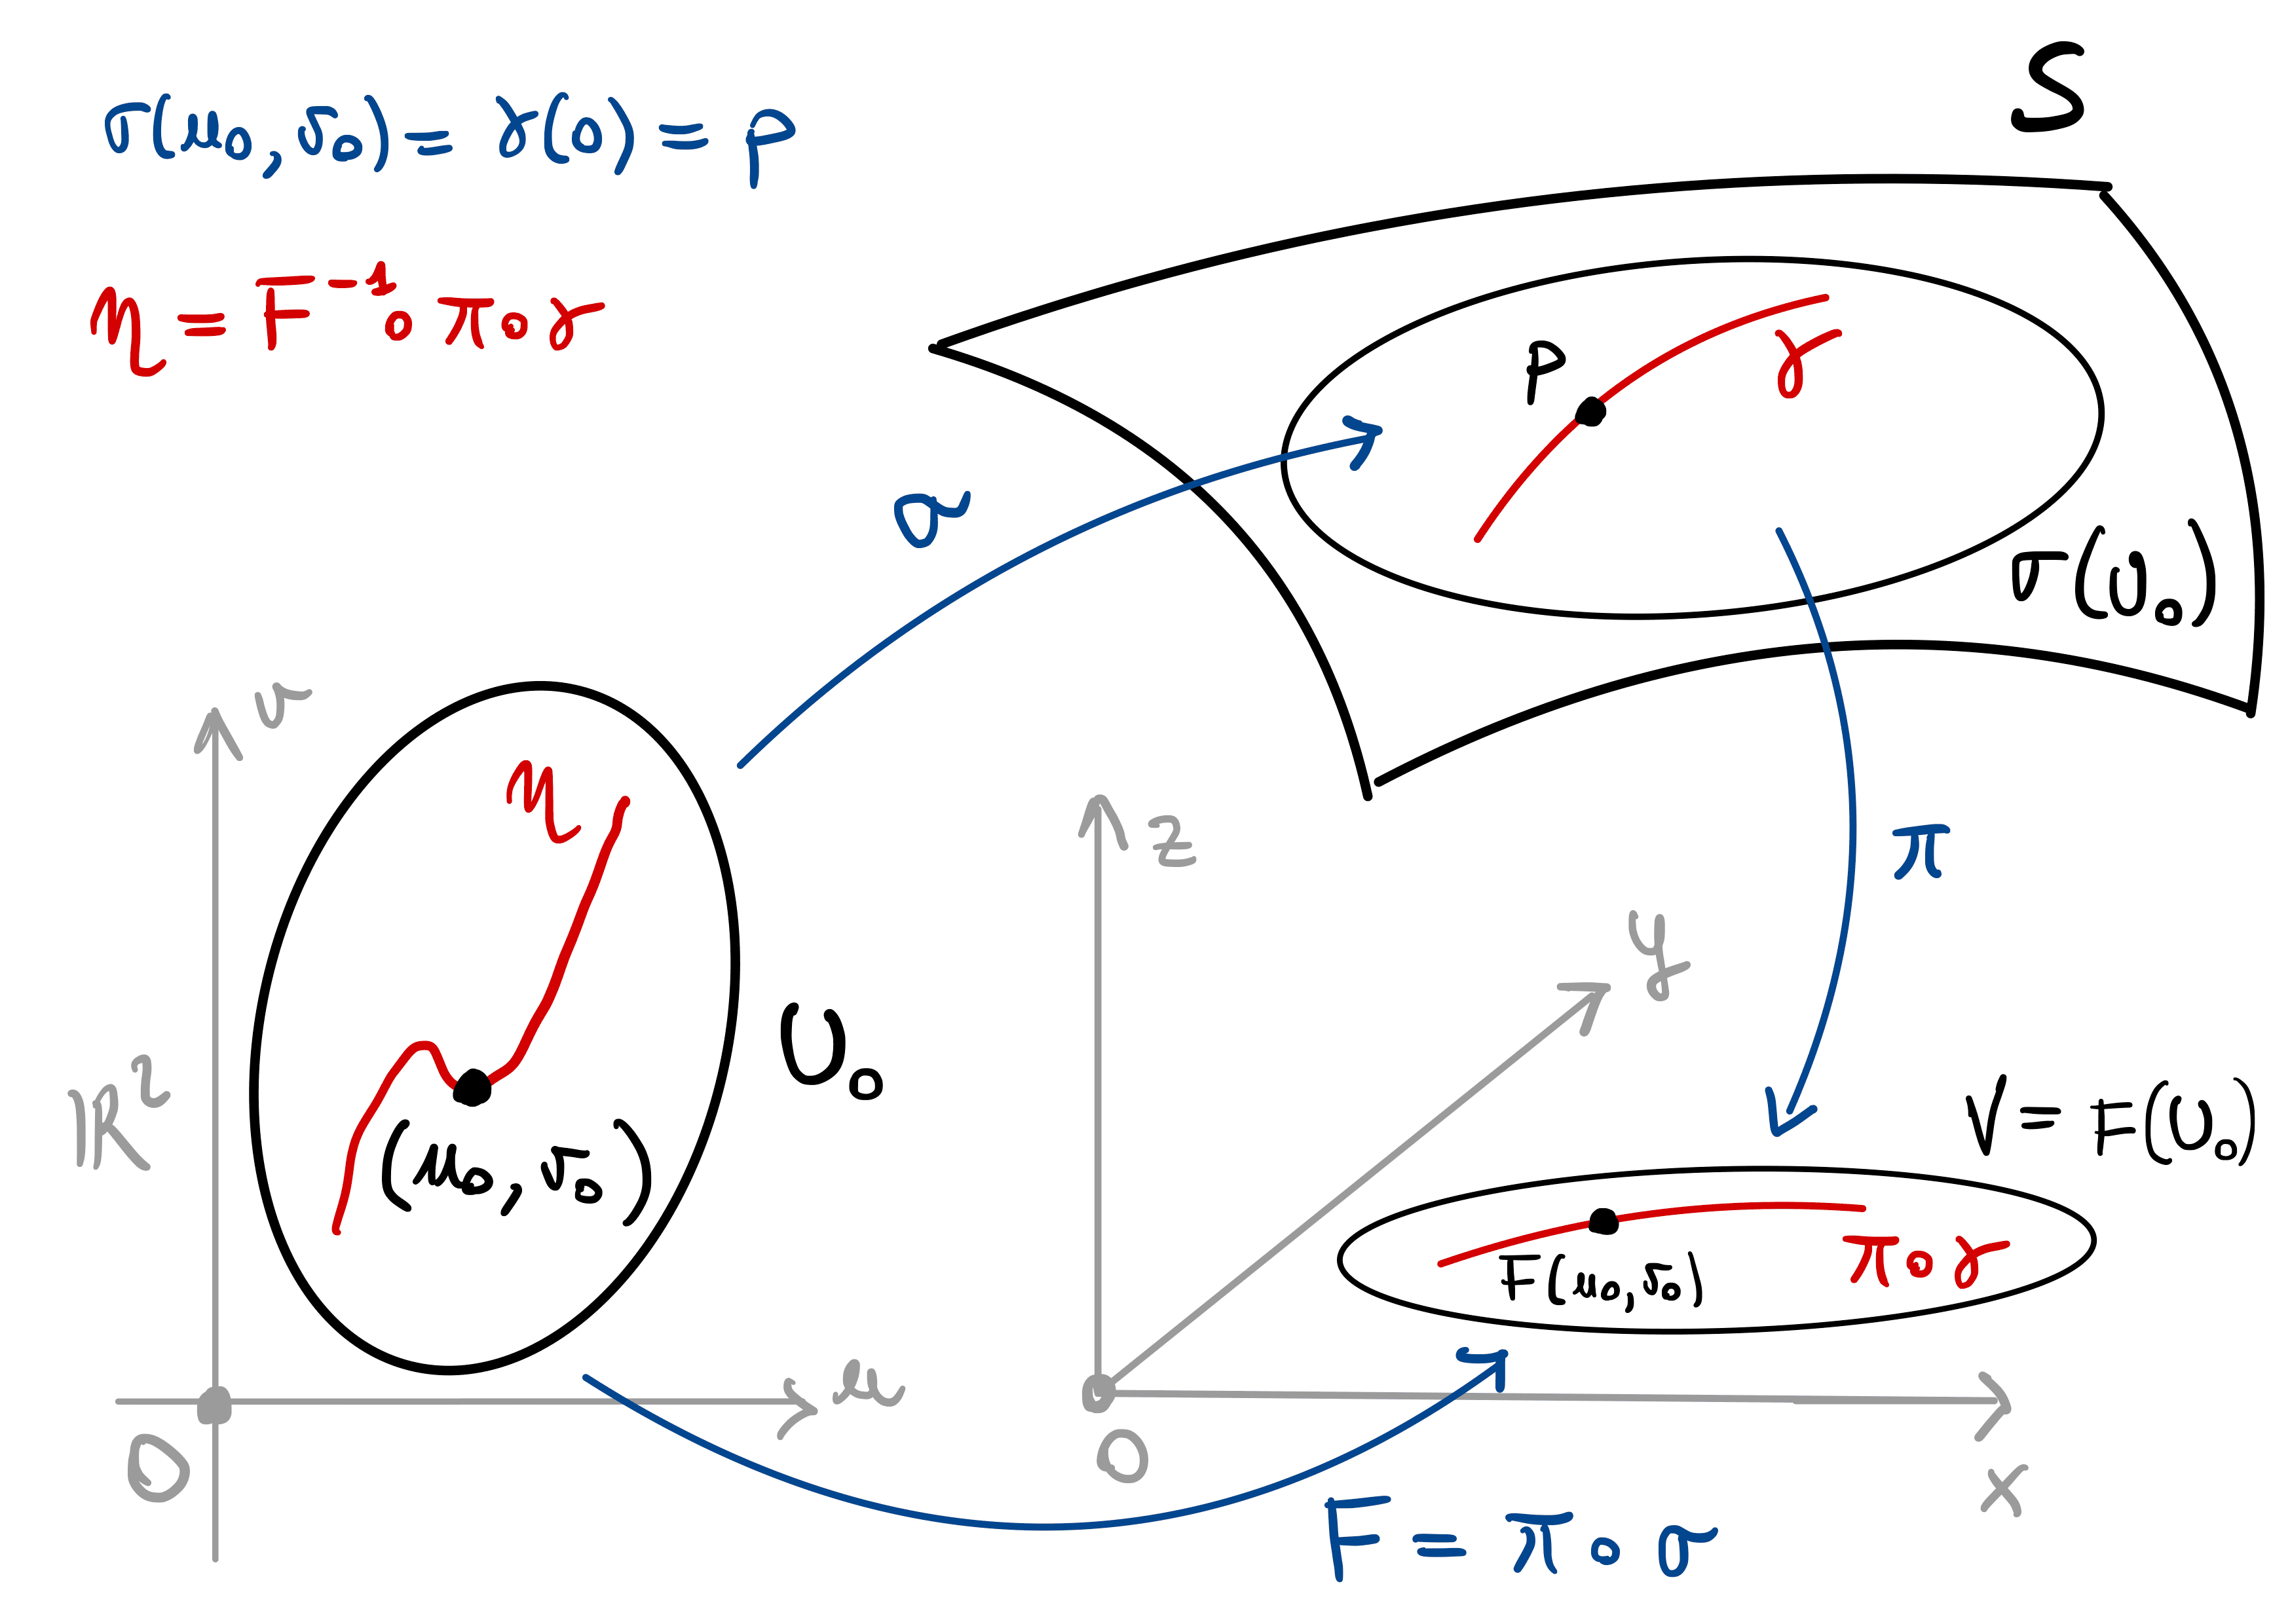 S
σ(u₀,v₀) = γ(0) = p
η = F⁻¹∘π∘γ
p
γ
σ
σ(U₀)
v
η
z
π
y
U₀
ℝ²
V = F(U₀)
(u₀,v₀)
π∘γ
F(u₀,v₀)
u
O
O
x
F = π∘σ